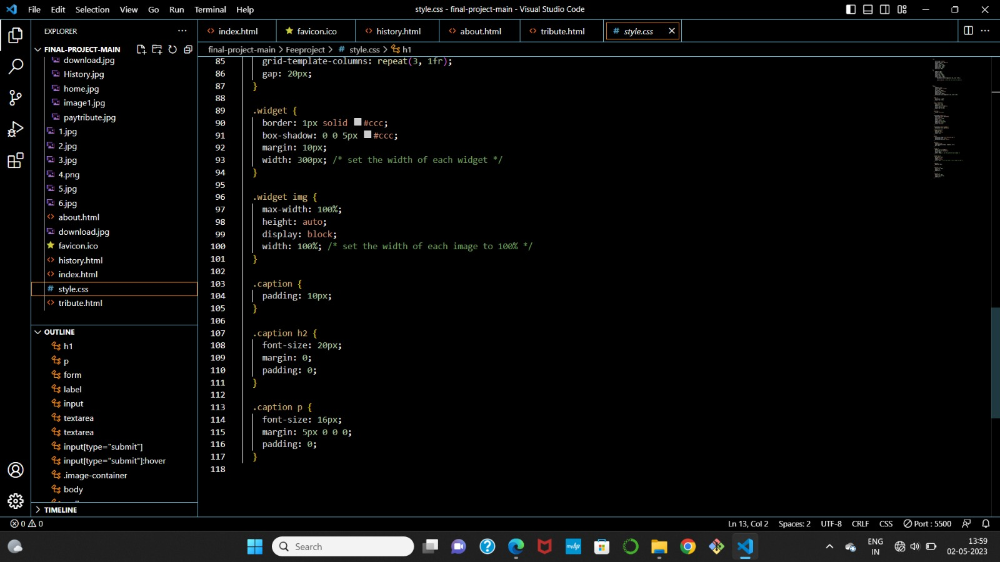 File Edit Selection View Go Run Terminal Help
style.css - final-project-main - Visual Studio Code
EXPLORER
FINAL-PROJECT-MAIN
download.jpg
History.jpg
home.jpg
image1.jpg
paytribute.jpg
1.jpg
2.jpg
3.jpg
4.png
5.jpg
6.jpg
about.html
download.jpg
favicon.ico
history.html
index.html
style.css
tribute.html
OUTLINE
h1
p
form
label
input
textarea
textarea
input[type="submit"]
input[type="submit"]:hover
.image-container
body
TIMELINE
index.html favicon.ico history.html about.html tribute.html # style.css
final-project-main > Feeproject > # style.css > h1
85 grid-template-columns: repeat(3, 1fr);
86 gap: 20px;
87 }
88
89 .widget {
90 border: 1px solid #ccc;
91 box-shadow: 0 0 5px #ccc;
92 margin: 10px;
93 width: 300px; /* set the width of each widget */
94 }
95
96 .widget img {
97 max-width: 100%;
98 height: auto;
99 display: block;
100 width: 100%; /* set the width of each image to 100% */
101 }
102
103 .caption {
104 padding: 10px;
105 }
106
107 .caption h2 {
108 font-size: 20px;
109 margin: 0;
110 padding: 0;
111 }
112
113 .caption p {
114 font-size: 16px;
115 margin: 5px 0 0 0;
116 padding: 0;
117 }
118
0 0
Ln 13, Col 2 Spaces: 2 UTF-8 CRLF CSS Port : 5500
Search
myhp
ENG
IN
13:59
02-05-2023